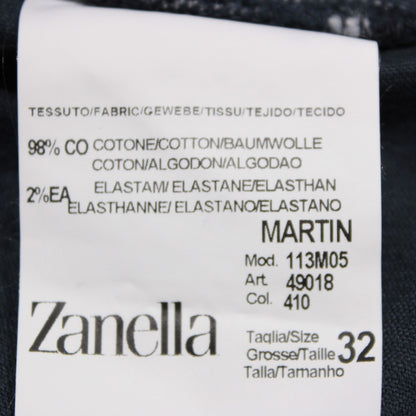 TESSUTO/FABRIC/GEWEBE/TISSU/TEJIDO/TECIDO
98% CO COTONE/COTTON/BAUMWOLLE
COTON/ALGODON/ALGODAO
2%EA ELASTAM/ ELASTANE/ELASTHAN
ELASTHANNE/ ELASTANO/ELASTANO
MARTIN
Mod. 113M05
Art. 49018
Col. 410
Zanella
Taglia/Size
Grosse/Taille 32
Talla/Tamanho